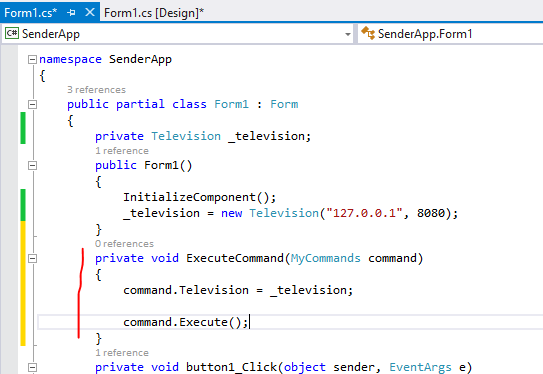 Form1.cs* Form1.cs [Design]*
SenderApp SenderApp.Form1
namespace SenderApp
{
3 references
public partial class Form1 : Form
{
private Television _television;
1 reference
public Form1()
{
InitializeComponent();
_television = new Television("127.0.0.1", 8080);
}
0 references
private void ExecuteCommand(MyCommands command)
{
command.Television = _television;
command.Execute();
}
1 reference
private void button1_Click(object sender, EventArgs e)